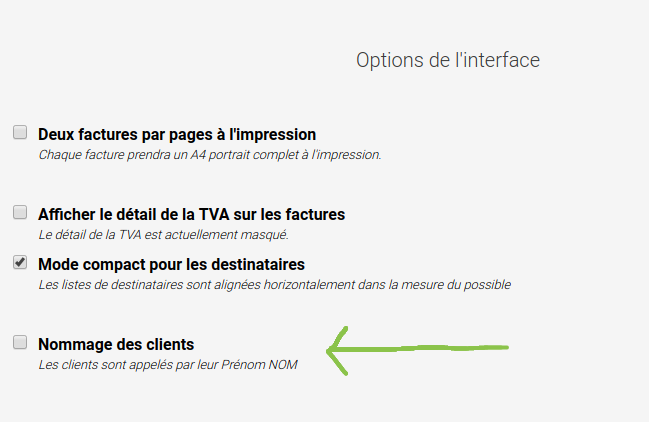 Options de l'interface
Deux factures par pages à l'impression
Chaque facture prendra un A4 portrait complet à l'impression.
Afficher le détail de la TVA sur les factures
Le détail de la TVA est actuellement masqué.
Mode compact pour les destinataires
Les listes de destinataires sont alignées horizontalement dans la mesure du possible
Nommage des clients
Les clients sont appelés par leur Prénom NOM